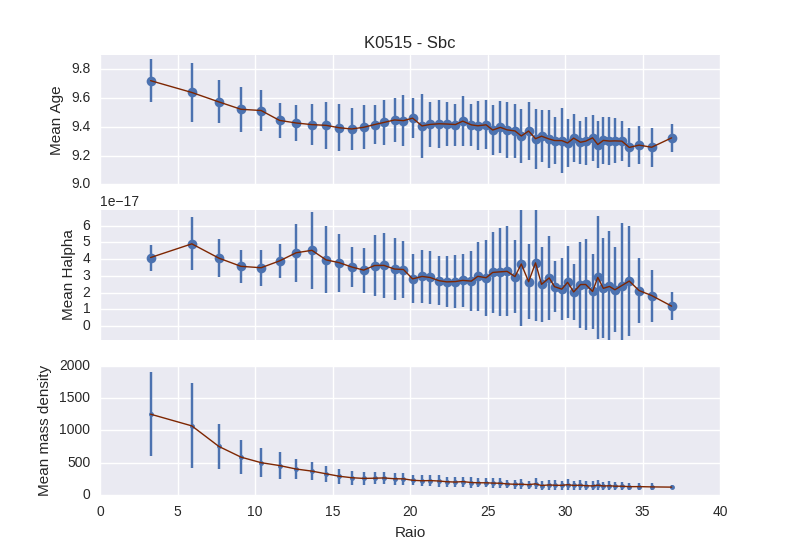 K0515 - Sbc
Mean Age
9.8
9.6
9.4
9.2
9.0
1e−17
Mean Halpha
6
5
4
3
2
1
0
Mean mass density
2000
1500
1000
500
0
0 5 10 15 20 25 30 35 40
Raio